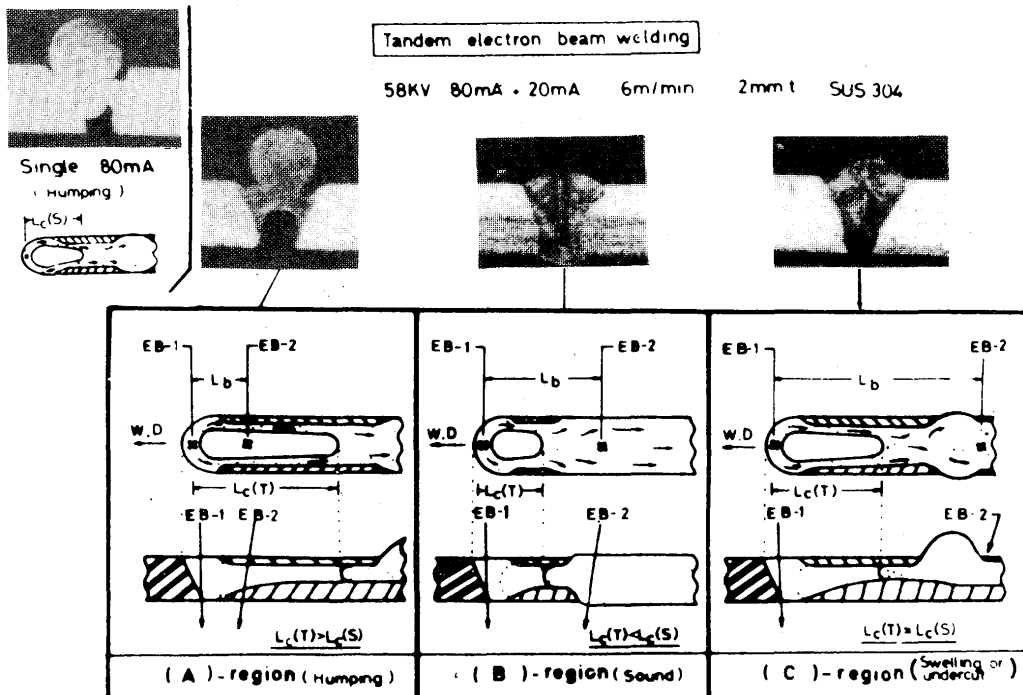 Tandem electron beam welding
58KV 80mA + 20mA 6m/min 2mm t SUS 304
Single 80mA
(Humping)
Lc(S)
EB-1 EB-2
Lb
W.D
Lc(T)
EB-1 EB-2
Lc(T)>Lc(S)
(A)-region (Humping)
EB-1 EB-2
Lb
W.D
Lc(T)
EB-1 EB-2
Lc(T)<Lc(S)
(B)-region (Sound)
EB-1 EB-2
Lb
W.D
Lc(T)
EB-1 EB-2
Lc(T)=Lc(S)
(C)-region (Swelling or undercut)